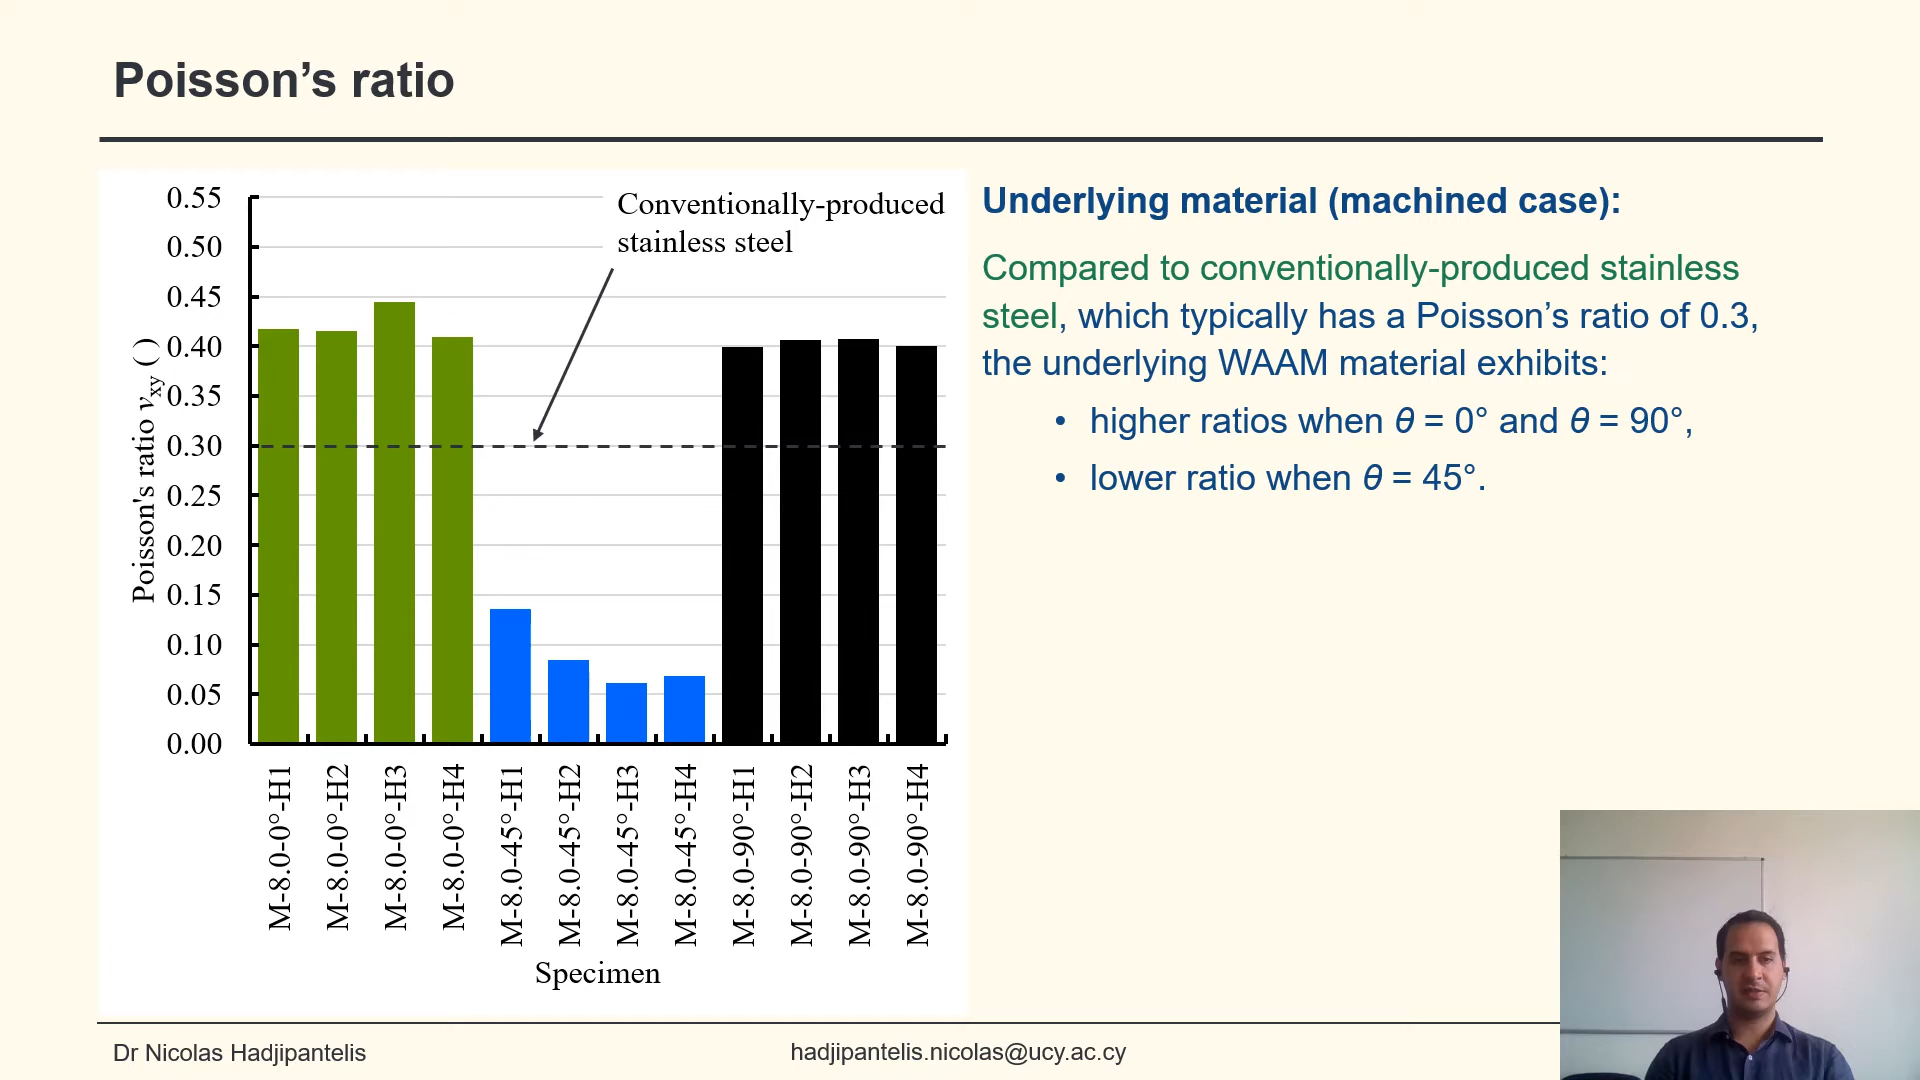 Poisson’s ratio
0.55
0.50
0.45
0.40
0.35
0.30
0.25
0.20
0.15
0.10
0.05
0.00
Poisson's ratio νxy ( )
Conventionally-produced
stainless steel
M-8.0-0°-H1
M-8.0-0°-H2
M-8.0-0°-H3
M-8.0-0°-H4
M-8.0-45°-H1
M-8.0-45°-H2
M-8.0-45°-H3
M-8.0-45°-H4
M-8.0-90°-H1
M-8.0-90°-H2
M-8.0-90°-H3
M-8.0-90°-H4
Specimen
Underlying material (machined case):
Compared to conventionally-produced stainless
steel, which typically has a Poisson’s ratio of 0.3,
the underlying WAAM material exhibits:
• higher ratios when θ = 0° and θ = 90°,
• lower ratio when θ = 45°.
Dr Nicolas Hadjipantelis
hadjipantelis.nicolas@ucy.ac.cy